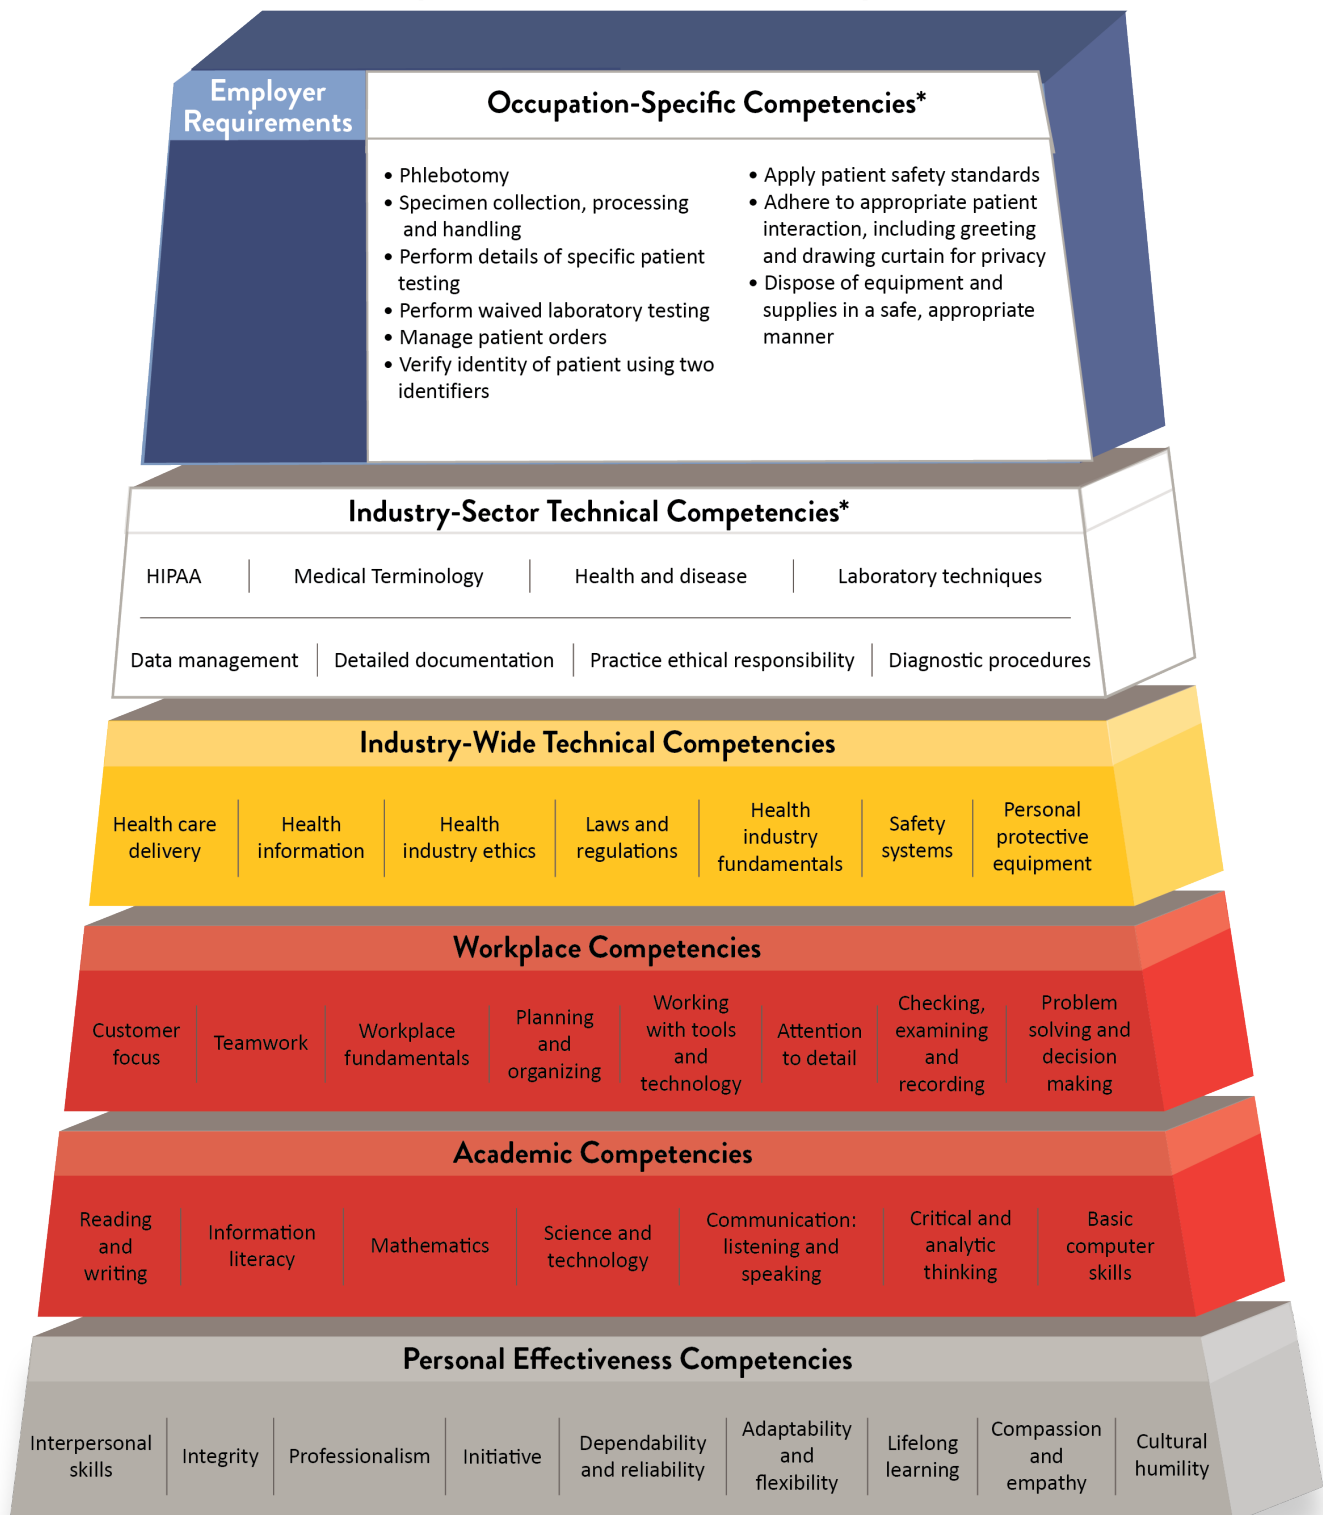 Employer
Requirements
Occupation-Specific Competencies*
• Phlebotomy
• Specimen collection, processing
and handling
• Perform details of specific patient
testing
• Perform waived laboratory testing
• Manage patient orders
• Verify identity of patient using two
identifiers
• Apply patient safety standards
• Adhere to appropriate patient
interaction, including greeting
and drawing curtain for privacy
• Dispose of equipment and
supplies in a safe, appropriate
manner
Industry-Sector Technical Competencies*
HIPAA
Medical Terminology
Health and disease
Laboratory techniques
Data management
Detailed documentation
Practice ethical responsibility
Diagnostic procedures
Industry-Wide Technical Competencies
Health care
delivery
Health
information
Health
industry ethics
Laws and
regulations
Health
industry
fundamentals
Safety
systems
Personal
protective
equipment
Workplace Competencies
Customer
focus
Teamwork
Workplace
fundamentals
Planning
and
organizing
Working
with tools
and
technology
Attention
to detail
Checking,
examining
and
recording
Problem
solving and
decision
making
Academic Competencies
Reading
and
writing
Information
literacy
Mathematics
Science and
technology
Communication:
listening and
speaking
Critical and
analytic
thinking
Basic
computer
skills
Personal Effectiveness Competencies
Interpersonal
skills
Integrity
Professionalism
Initiative
Dependability
and reliability
Adaptability
and
flexibility
Lifelong
learning
Compassion
and
empathy
Cultural
humility